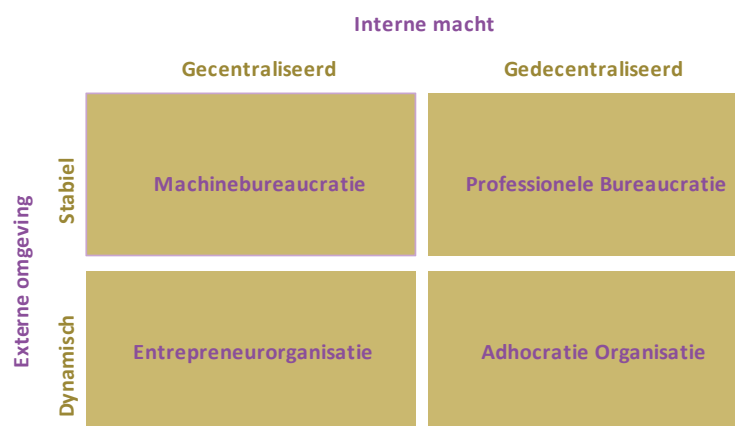 Interne macht
Gecentraliseerd
Gedecentraliseerd
Externe omgeving
Stabiel
Machinebureaucratie
Professionele Bureaucratie
Dynamisch
Entrepreneurorganisatie
Adhocratie Organisatie